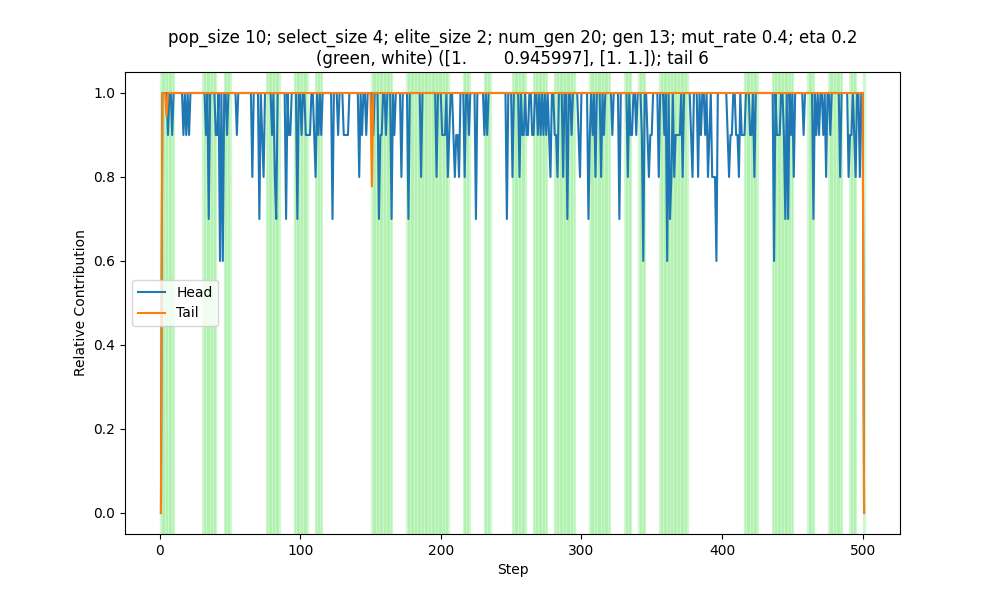 pop_size 10; select_size 4; elite_size 2; num_gen 20; gen 13; mut_rate 0.4; eta 0.2
(green, white) ([1.       0.945997], [1. 1.]); tail 6
1.0
0.8
0.6
0.4
0.2
0.0
Relative Contribution
Head
Tail
0
100
200
300
400
500
Step